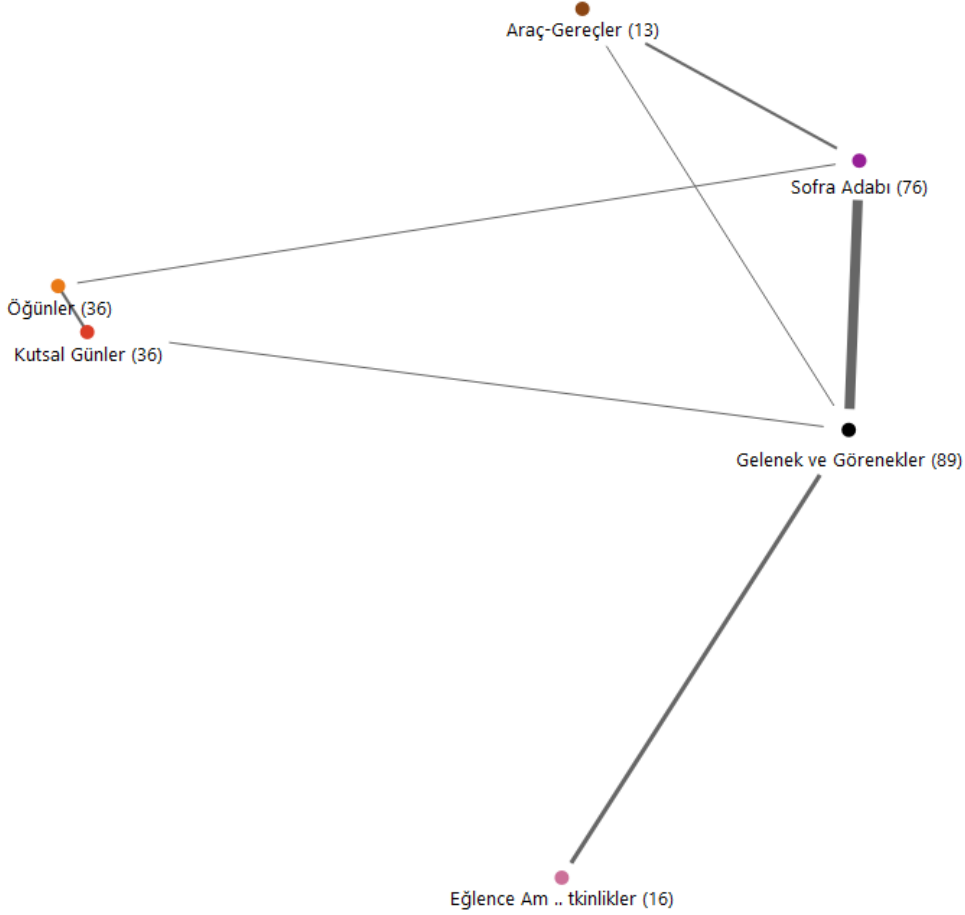 Araç-Gereçler (13)
Sofra Adabı (76)
Öğünler (36)
Kutsal Günler (36)
Gelenek ve Görenekler (89)
Eğlence Am .. tkinlikler (16)